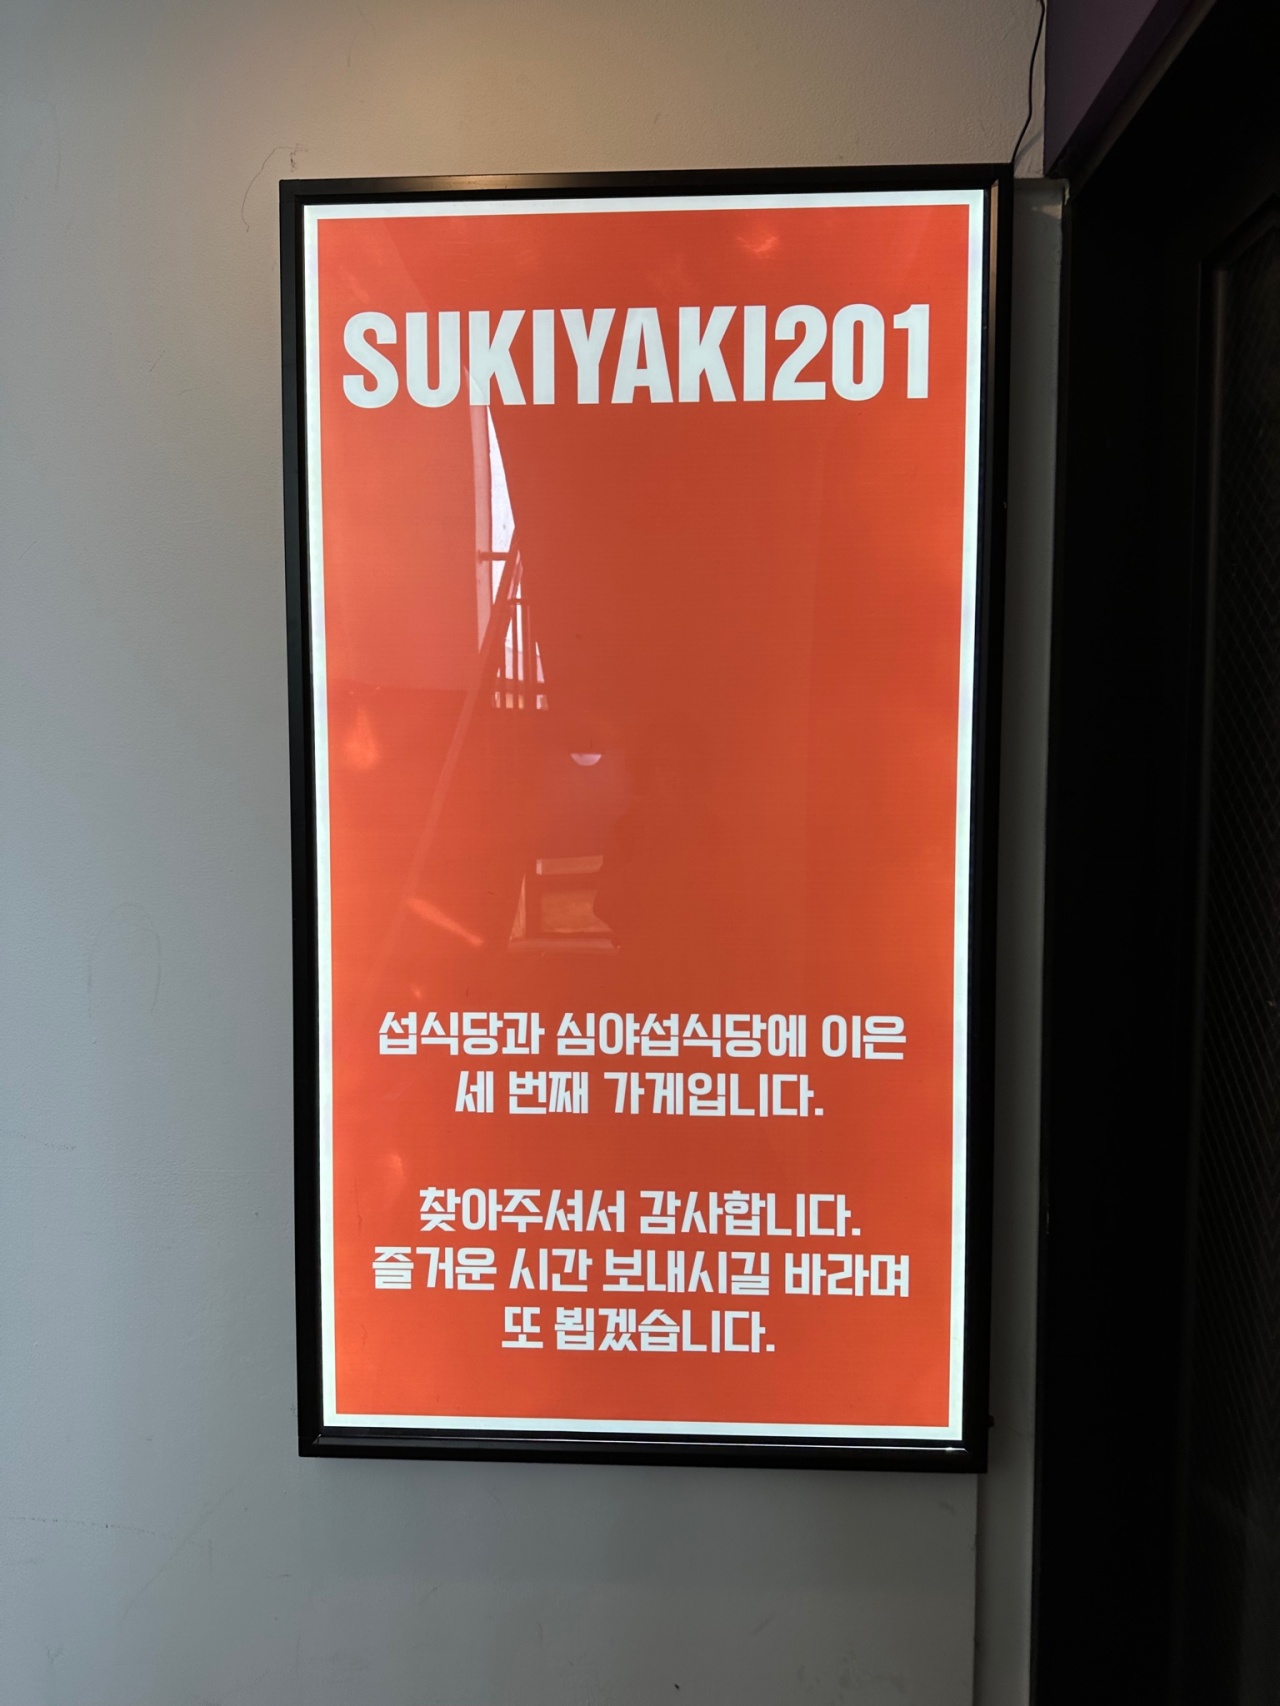 SUKIYAKI201
섭식당과 심야섭식당에 이은
세 번째 가게입니다.
찾아주셔서 감사합니다.
즐거운 시간 보내시길 바라며
또 뵙겠습니다.